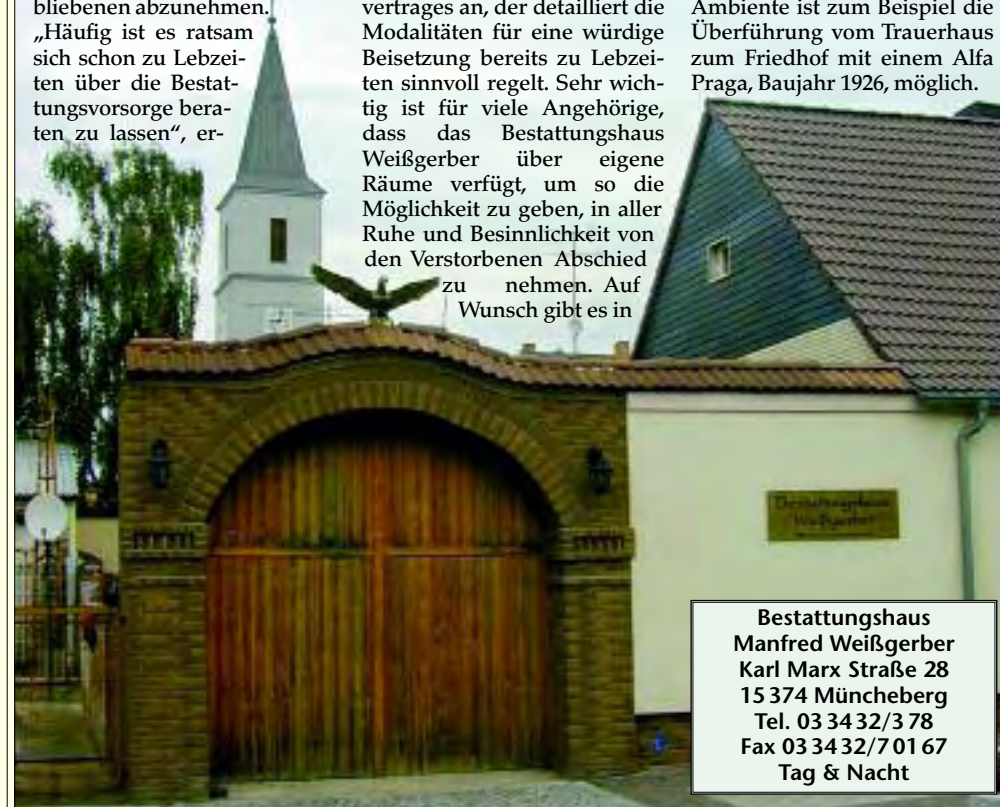 bliebenen abzunehmen.
„Häufig ist es ratsam
sich schon zu Lebzei-
ten über die Bestat-
tungsvorsorge bera-
ten zu lassen“, er-
vertrages an, der detailliert die
Modalitäten für eine würdige
Beisetzung bereits zu Lebzei-
ten sinnvoll regelt. Sehr wich-
tig ist für viele Angehörige,
dass das Bestattungshaus
Weißgerber über eigene
Räume verfügt, um so die
Möglichkeit zu geben, in aller
Ruhe und Besinnlichkeit von
den Verstorbenen Abschied
zu nehmen. Auf
Wunsch gibt es in
Ambiente ist zum Beispiel die
Überführung vom Trauerhaus
zum Friedhof mit einem Alfa
Praga, Baujahr 1926, möglich.
Bestattungshaus
Weißgerber
Bestattungshaus
Manfred Weißgerber
Karl Marx Straße 28
15 374 Müncheberg
Tel. 03 34 32/3 78
Fax 03 34 32/7 01 67
Tag & Nacht